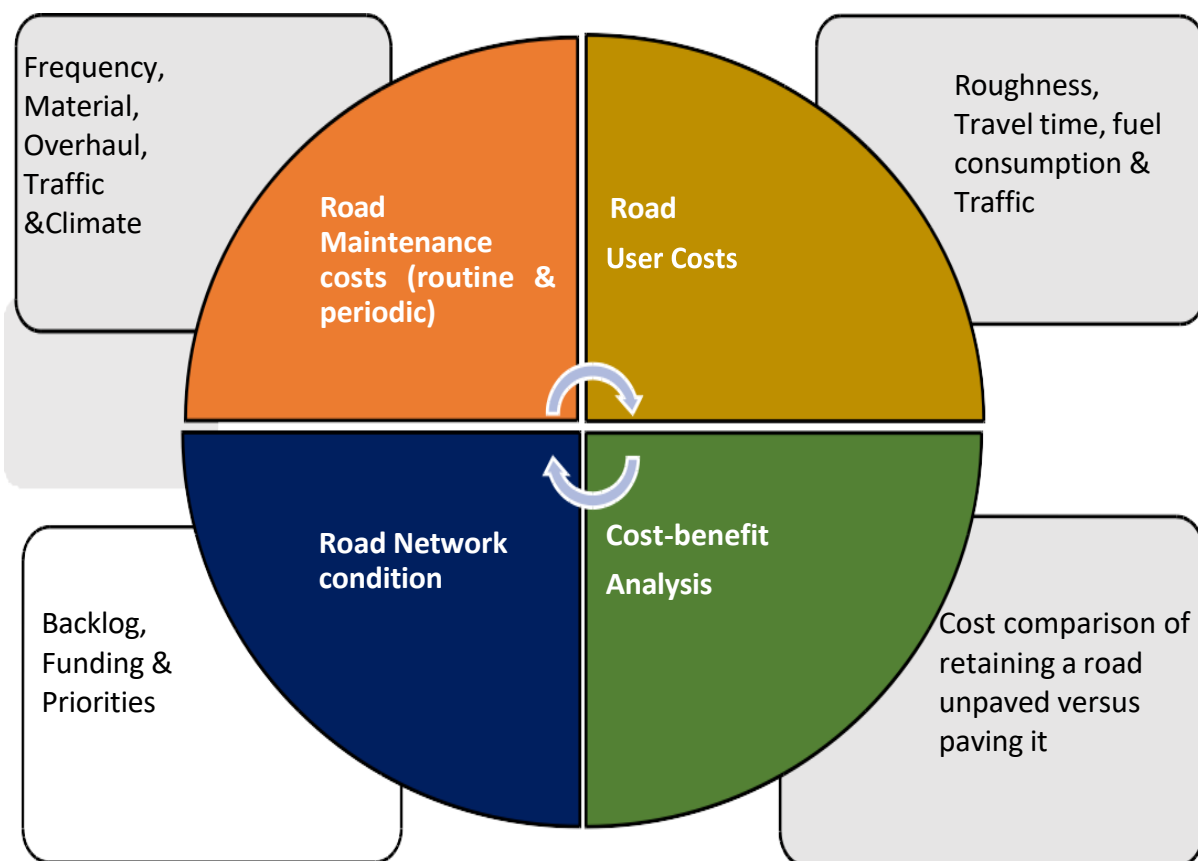 Frequency,
Material,
Overhaul,
Traffic
&Climate
Roughness,
Travel time, fuel
consumption &
Traffic
Road
Maintenance
costs (routine &
periodic)
Road
User Costs
Road Network
condition
Cost-benefit
Analysis
Backlog,
Funding &
Priorities
Cost comparison of
retaining a road
unpaved versus
paving it